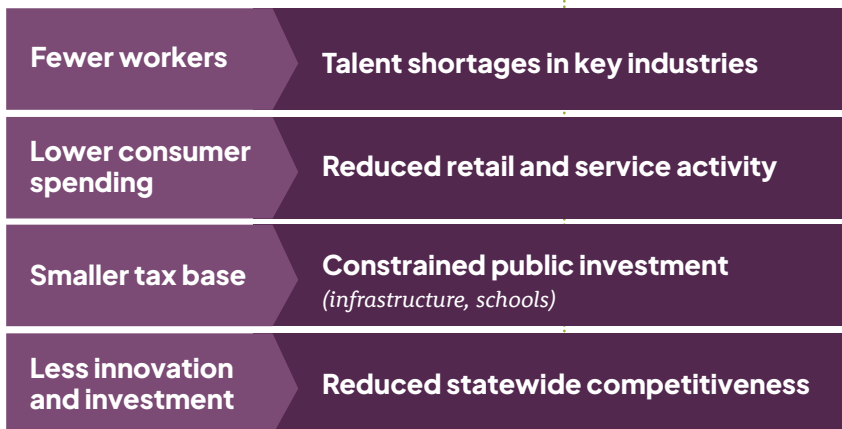 Fewer workers
Talent shortages in key industries
Lower consumer
spending
Reduced retail and service activity
Smaller tax base
Constrained public investment
(infrastructure, schools)
Less innovation
and investment
Reduced statewide competitiveness